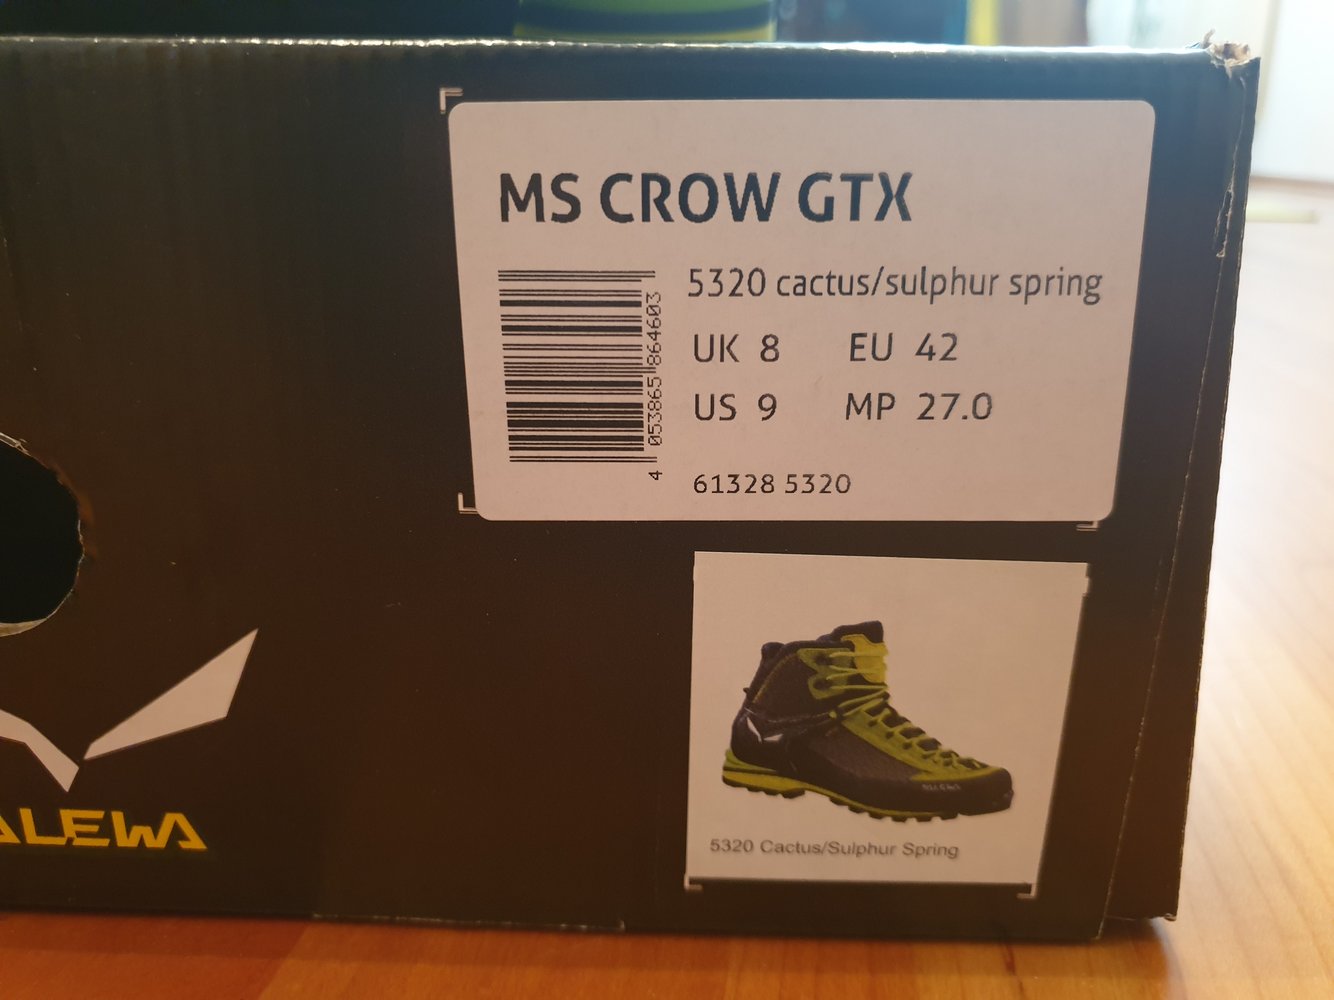 MS CROW GTX
5320 cactus/sulphur spring
UK 8 EU 42
US 9 MP 27.0
61328 5320
4 053865 864603
ALEWA
SALEWA
5320 Cactus/Sulphur Spring